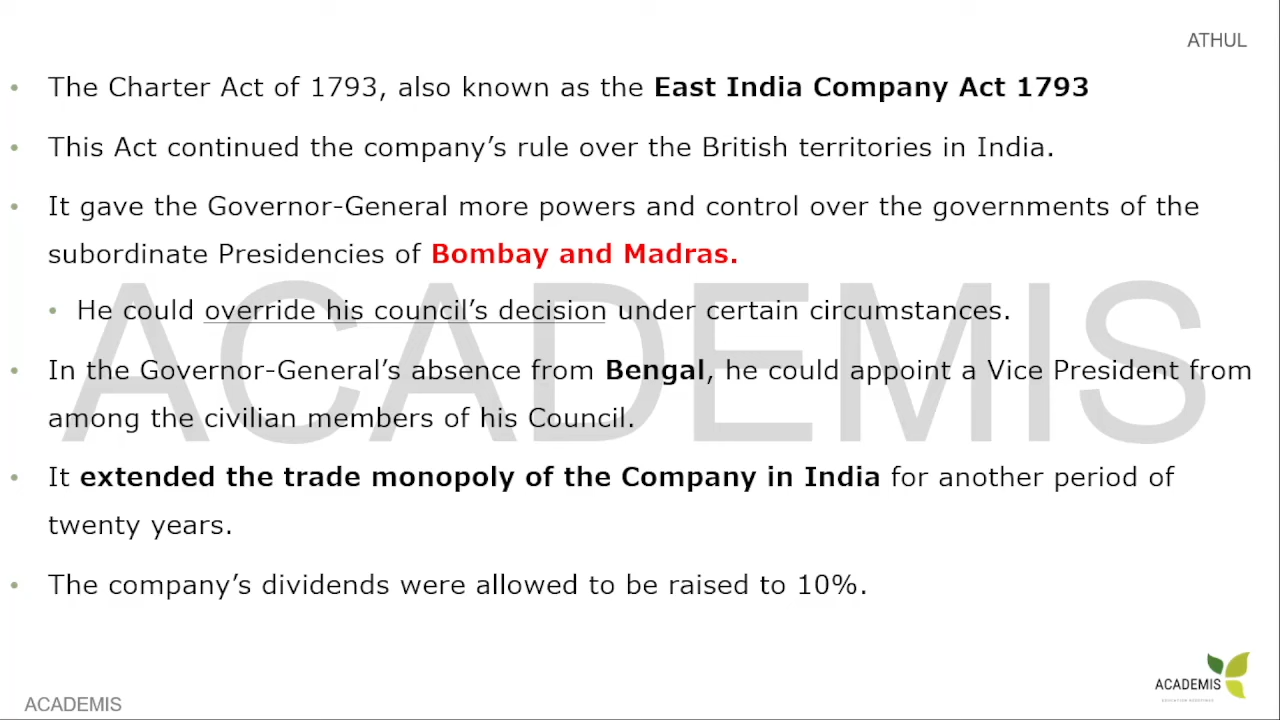 ATHUL
• The Charter Act of 1793, also known as the East India Company Act 1793
• This Act continued the company’s rule over the British territories in India.
• It gave the Governor-General more powers and control over the governments of the
subordinate Presidencies of Bombay and Madras.
• He could override his council’s decision under certain circumstances.
• In the Governor-General’s absence from Bengal, he could appoint a Vice President from
among the civilian members of his Council.
• It extended the trade monopoly of the Company in India for another period of
twenty years.
• The company’s dividends were allowed to be raised to 10%.
ACADEMIS
ACADEMIS
ACADEMIS